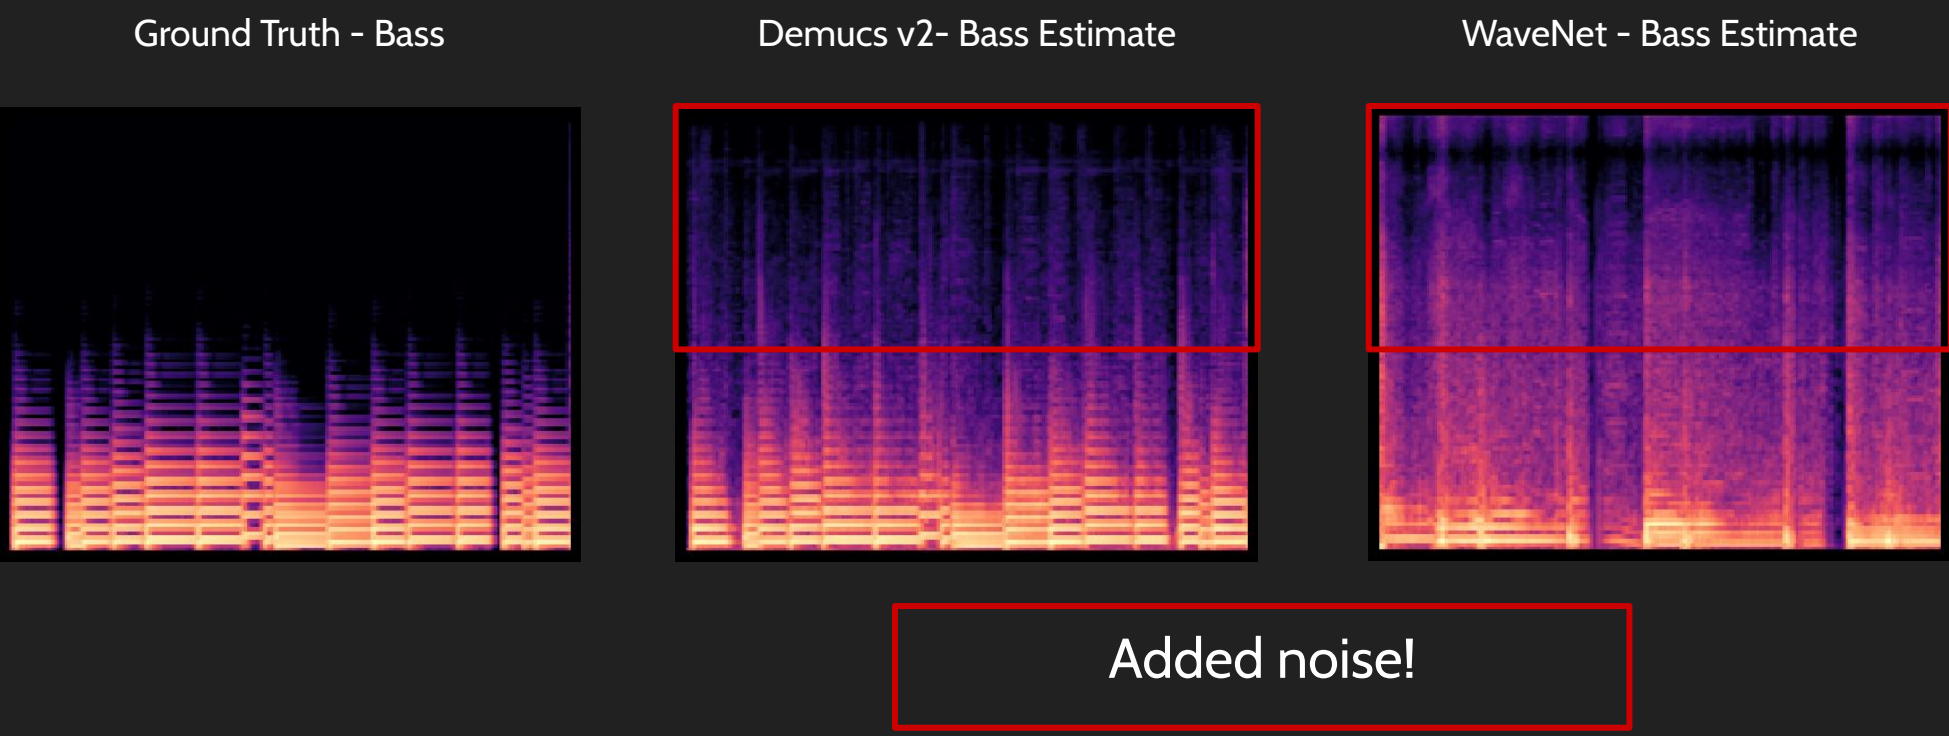 Ground Truth - Bass
Demucs v2- Bass Estimate
WaveNet - Bass Estimate
Added noise!